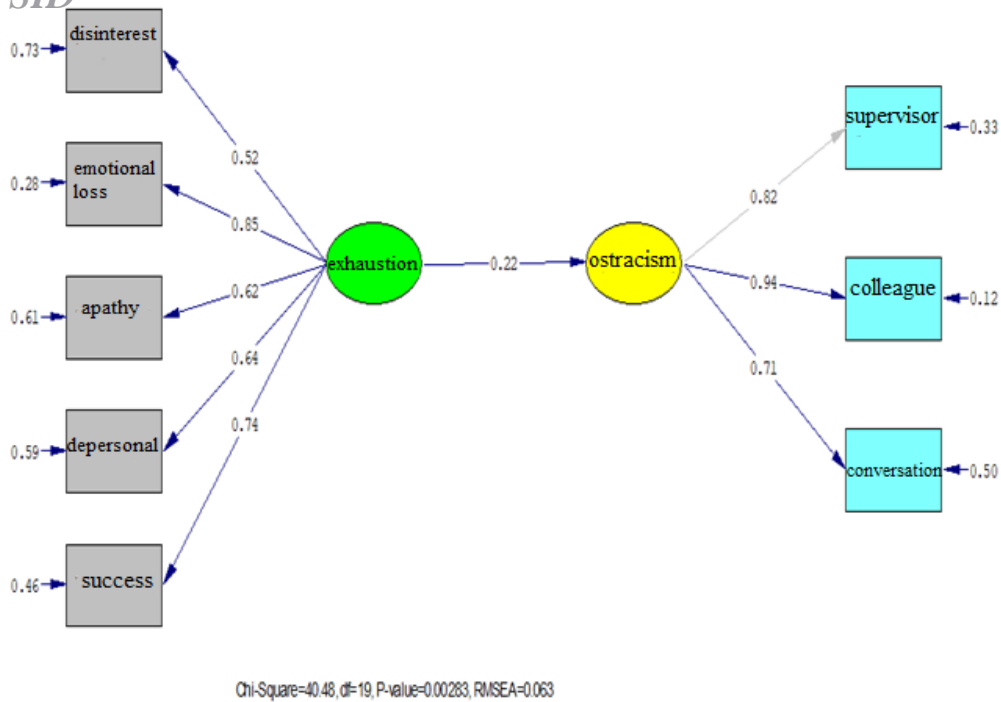 SID
disinterest
0.73
0.52
supervisor
0.33
emotional
loss
0.28
0.85
0.82
exhaustion
0.22
ostracism
0.62
0.94
colleague
0.12
apathy
0.61
0.64
0.71
0.74
depersonal
0.59
conversation
0.50
success
0.46
Chi-Square=40.48, df=19, P-value=0.00283, RMSEA=0.063